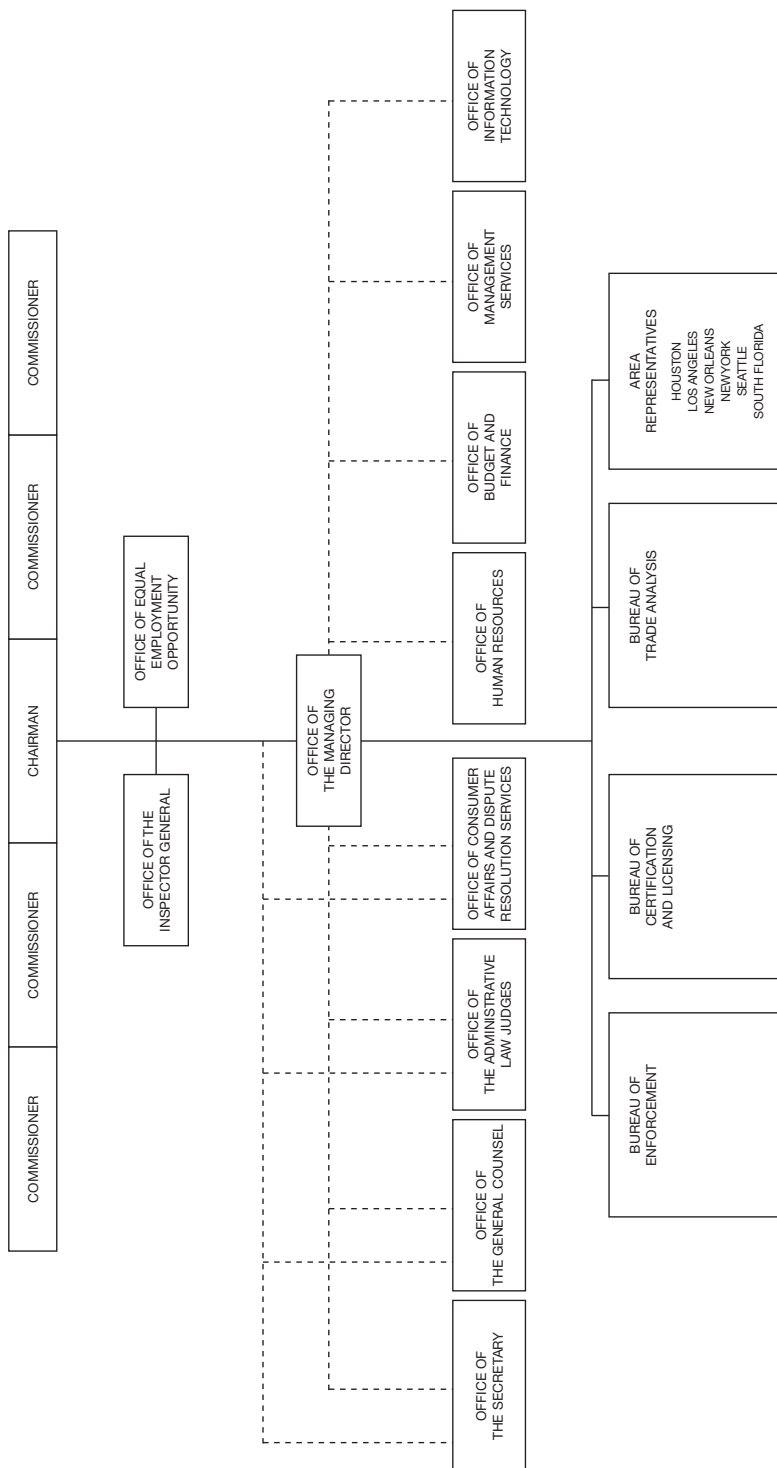 COMMISSIONER
COMMISSIONER
CHAIRMAN
COMMISSIONER
COMMISSIONER
OFFICE OF THE
INSPECTOR GENERAL
OFFICE OF EQUAL
EMPLOYMENT
OPPORTUNITY
OFFICE OF
THE MANAGING
DIRECTOR
OFFICE OF
THE SECRETARY
OFFICE OF
THE GENERAL COUNSEL
OFFICE OF
THE ADMINISTRATIVE
LAW JUDGES
OFFICE OF CONSUMER
AFFAIRS AND DISPUTE
RESOLUTION SERVICES
OFFICE OF
HUMAN RESOURCES
OFFICE OF
BUDGET AND
FINANCE
OFFICE OF
MANAGEMENT
SERVICES
OFFICE OF
INFORMATION
TECHNOLOGY
BUREAU OF
ENFORCEMENT
BUREAU OF
CERTIFICATION
AND LICENSING
BUREAU OF
TRADE ANALYSIS
AREA
REPRESENTATIVES
HOUSTON
LOS ANGELES
NEW ORLEANS
NEWYORK
SEATTLE
SOUTH FLORIDA